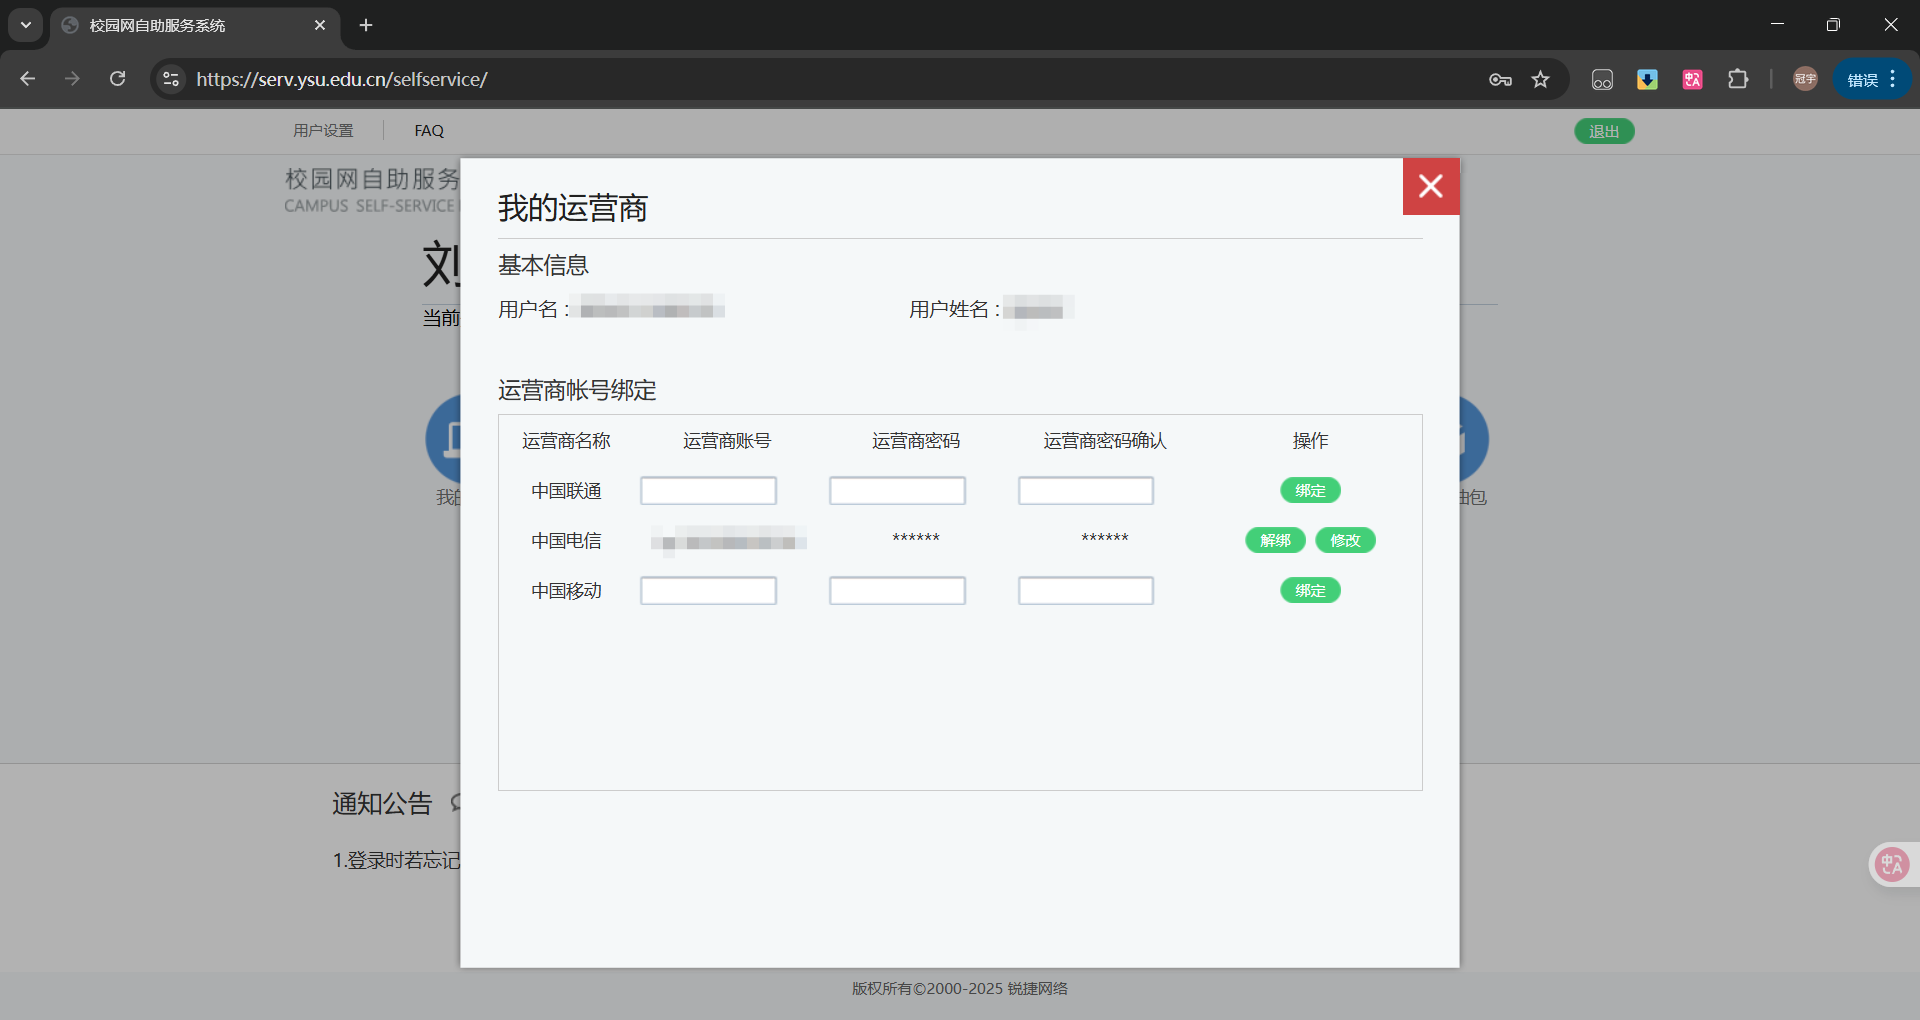 校园网自助服务系统
https://serv.ysu.edu.cn/selfservice/
冠宇
错误
用户设置
FAQ
退出
校园网自助服务
CAMPUS SELF-SERVICE
我的运营商
刘
基本信息
用户名 :
用户姓名 :
当前
运营商帐号绑定
运营商名称 运营商账号 运营商密码 运营商密码确认 操作
中国联通 绑定
我的 油包
中国电信 ****** ****** 解绑 修改
中国移动 绑定
通知公告
1.登录时若忘记
版权所有©2000-2025 锐捷网络